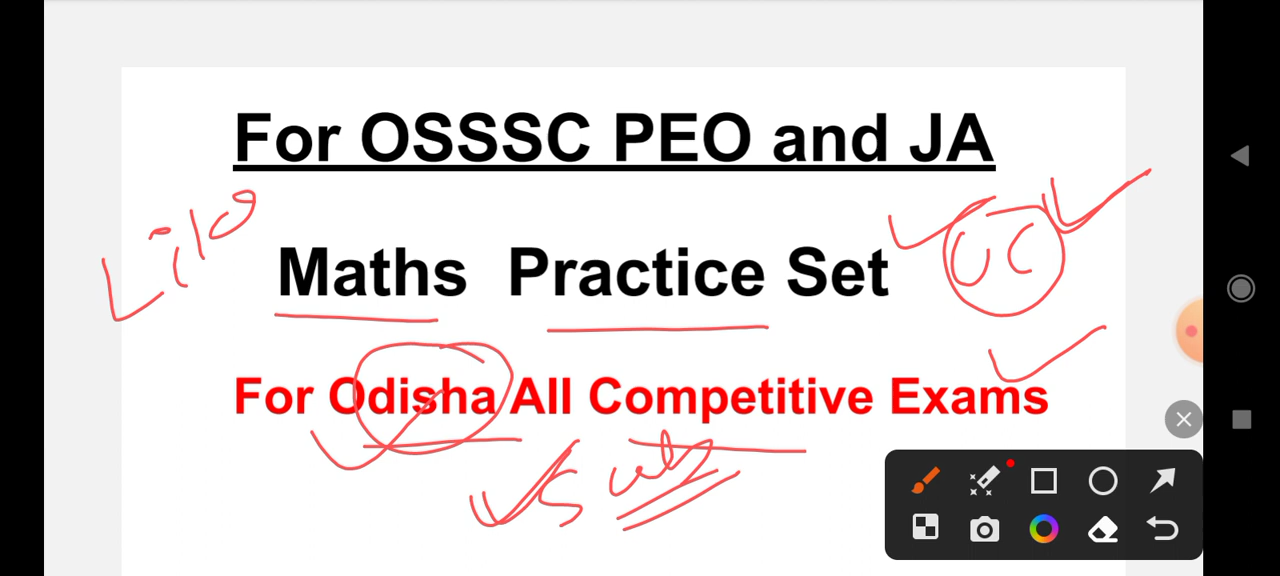 For OSSSC PEO and JA
Maths Practice Set
For Odisha All Competitive Exams